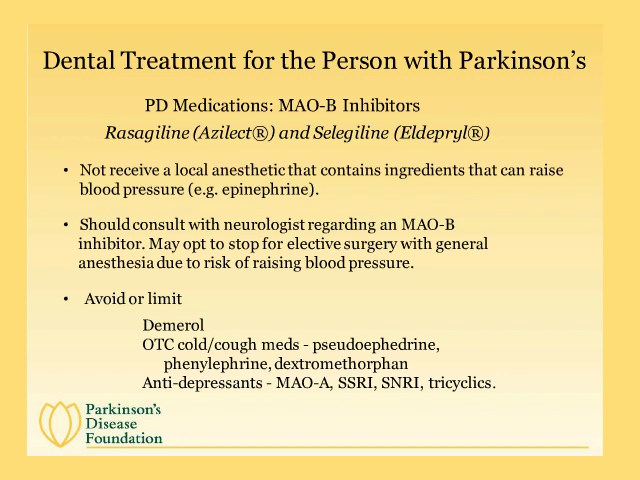 Dental Treatment for the Person with Parkinson's
PD Medications: MAO-B Inhibitors
Rasagiline (Azilect®) and Selegiline (Eldepryl®)
• Not receive a local anesthetic that contains ingredients that can raise
blood pressure (e.g. epinephrine).
• Should consult with neurologist regarding an MAO-B
inhibitor. May opt to stop for elective surgery with general
anesthesia due to risk of raising blood pressure.
• Avoid or limit
Demerol
OTC cold/cough meds - pseudoephedrine,
phenylephrine, dextromethorphan
Anti-depressants - MAO-A, SSRI, SNRI, tricyclics.
Parkinson's
Disease
Foundation